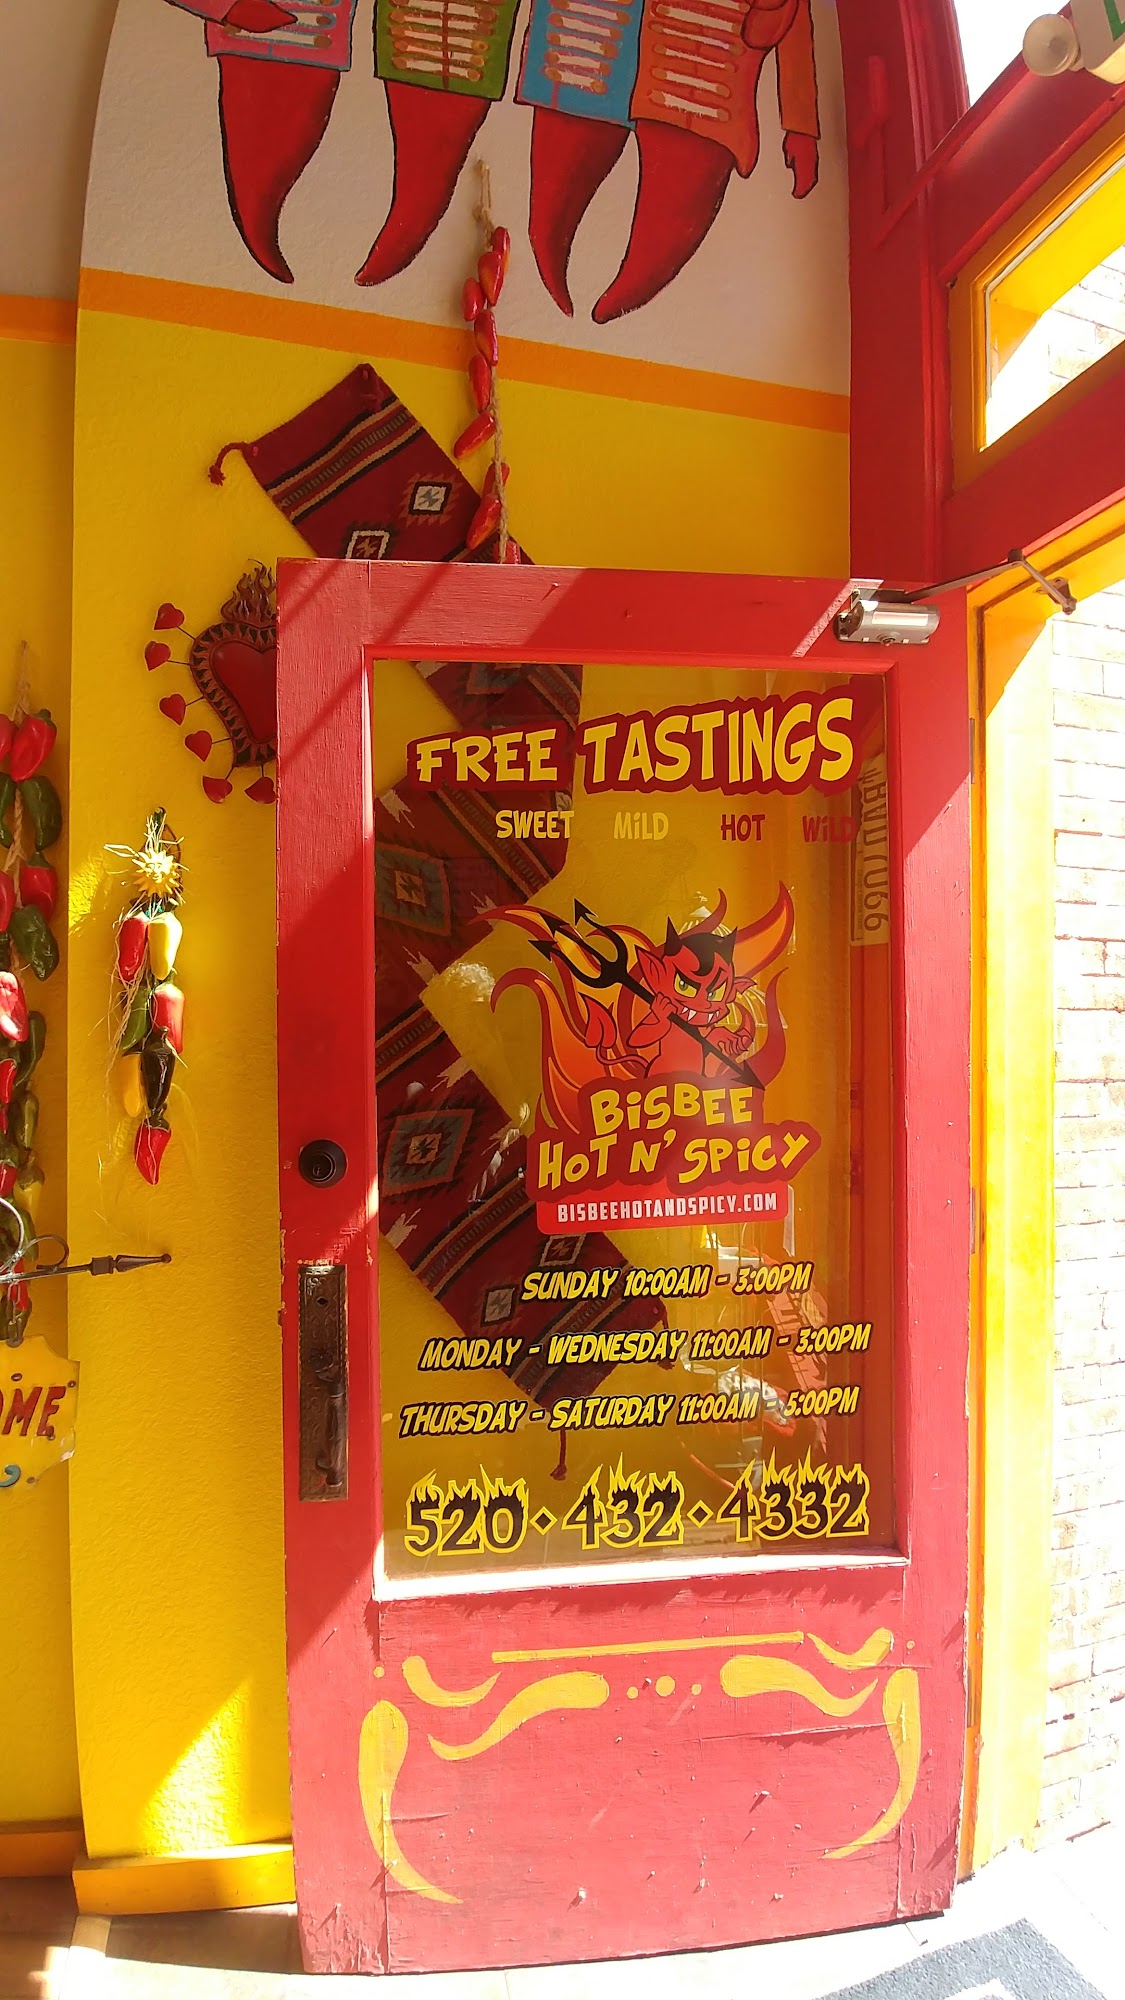 FREE TASTINGS
SWEET MiLD HOT WiLD
BiSBEE
HOT N' SPiCY
BISBEEHOTANDSPICY.COM
SUNDAY 10:00AM - 3:00PM
MONDAY - WEDNESDAY 11:00AM - 3:00PM
THURSDAY - SATURDAY 11:00AM - 5:00PM
520 · 432 · 4332
OME